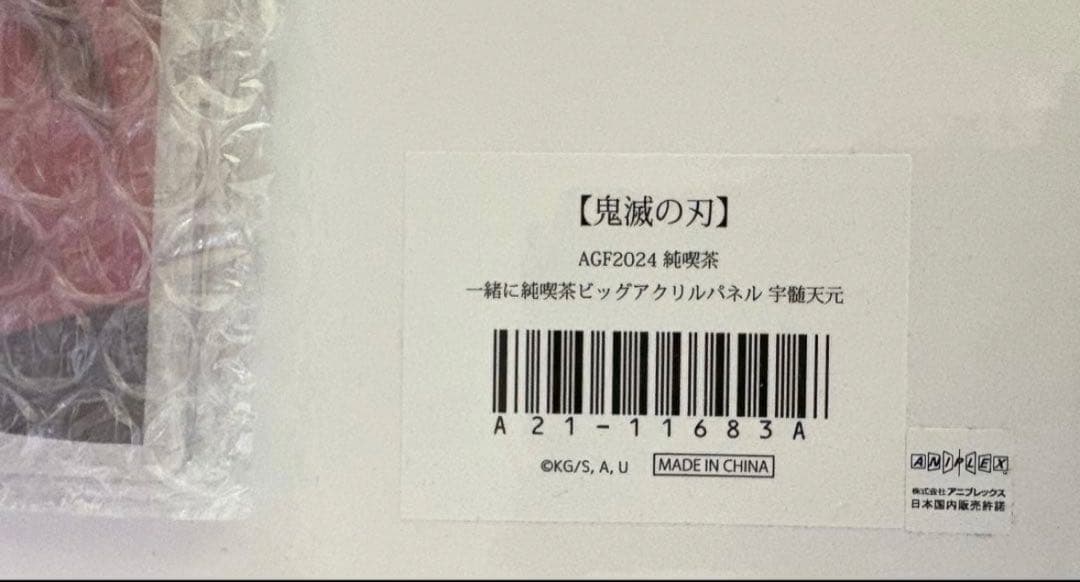 【鬼滅の刃】
AGF2024 純喫茶
一緒に純喫茶ビッグアクリルパネル 宇髄天元
A21-11683A
©KG/S, A, U MADE IN CHINA
ANIPLEX
株式会社アニプレックス
日本国内販売許諾